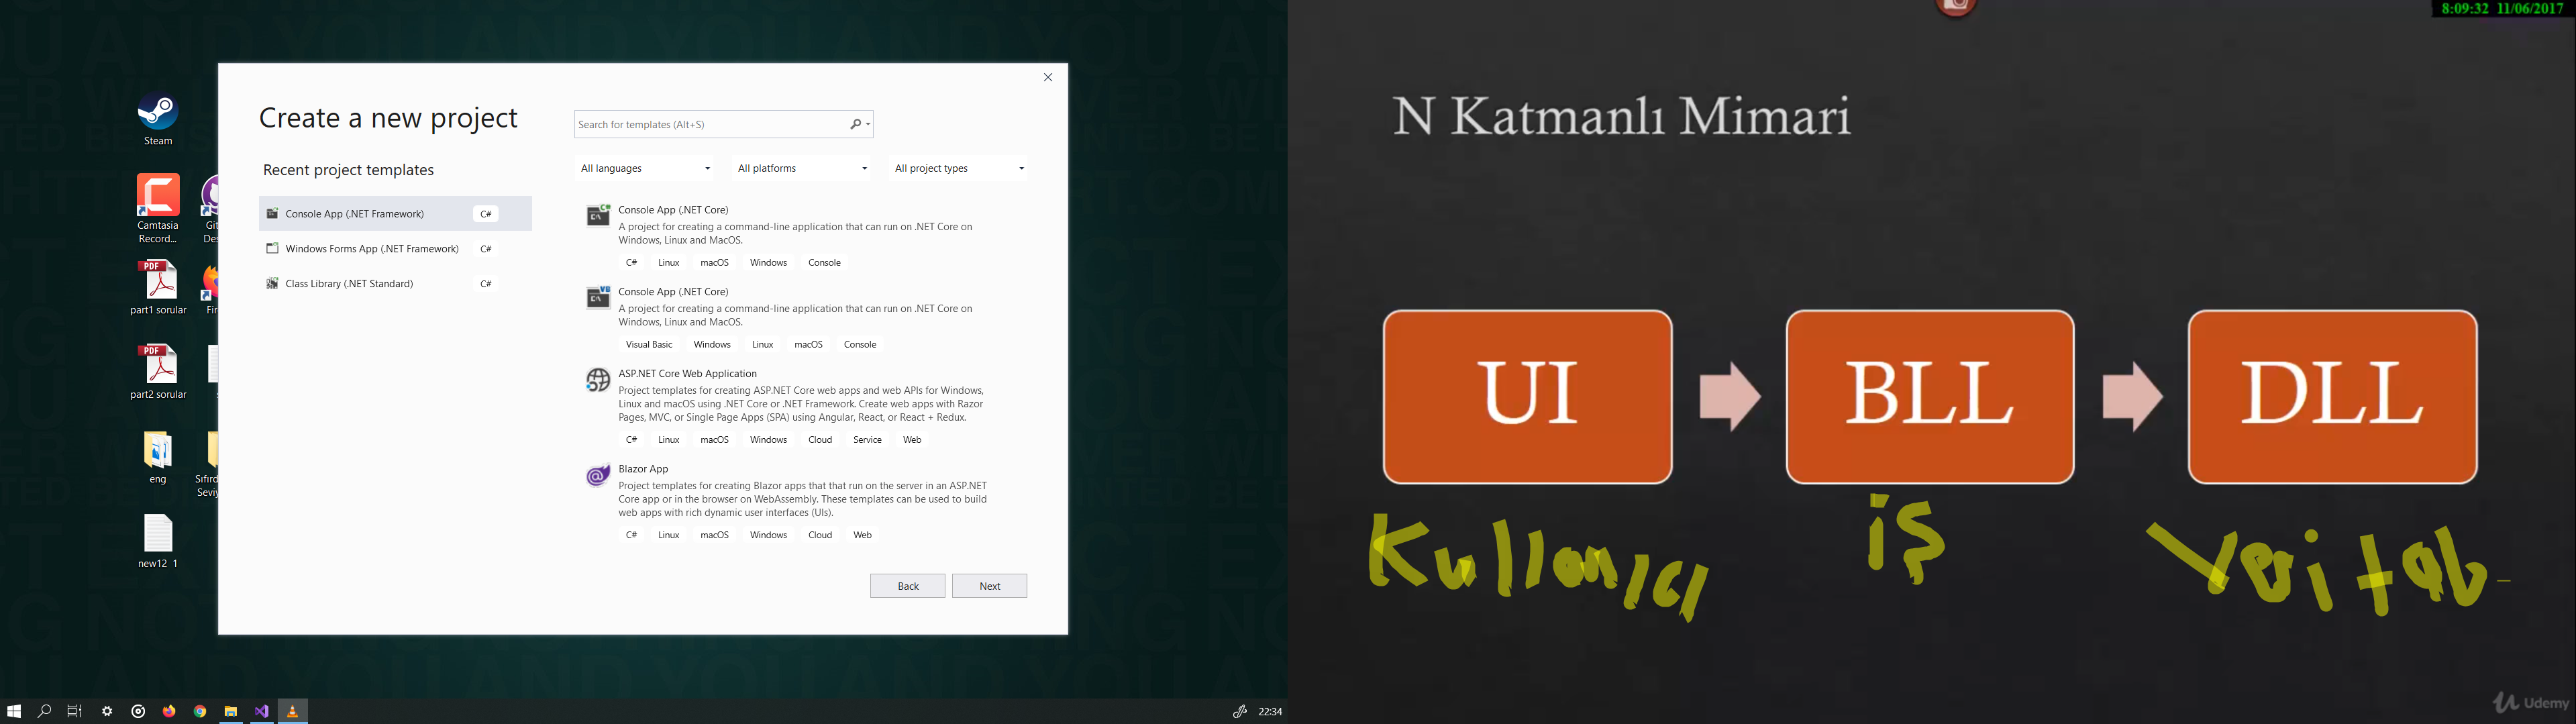 Steam
Camtasia
Record...
Git
Des
part1 sorular
Fir
part2 sorular
s
eng
Sıfırd
Seviy
new12 1
Create a new project
Recent project templates
Console App (.NET Framework) C#
Windows Forms App (.NET Framework) C#
Class Library (.NET Standard) C#
Search for templates (Alt+S)
All languages All platforms All project types
Console App (.NET Core)
A project for creating a command-line application that can run on .NET Core on
Windows, Linux and MacOS.
C# Linux macOS Windows Console
Console App (.NET Core)
A project for creating a command-line application that can run on .NET Core on
Windows, Linux and MacOS.
Visual Basic Windows Linux macOS Console
ASP.NET Core Web Application
Project templates for creating ASP.NET Core web apps and web APIs for Windows,
Linux and macOS using .NET Core or .NET Framework. Create web apps with Razor
Pages, MVC, or Single Page Apps (SPA) using Angular, React, or React + Redux.
C# Linux macOS Windows Cloud Service Web
Blazor App
Project templates for creating Blazor apps that that run on the server in an ASP.NET
Core app or in the browser on WebAssembly. These templates can be used to build
web apps with rich dynamic user interfaces (UIs).
C# Linux macOS Windows Cloud Web
Back Next
22:34
8:09:32 11/06/2017
N Katmanlı Mimari
UI BLL DLL
Kullanıcı iş Veritab
Udemy